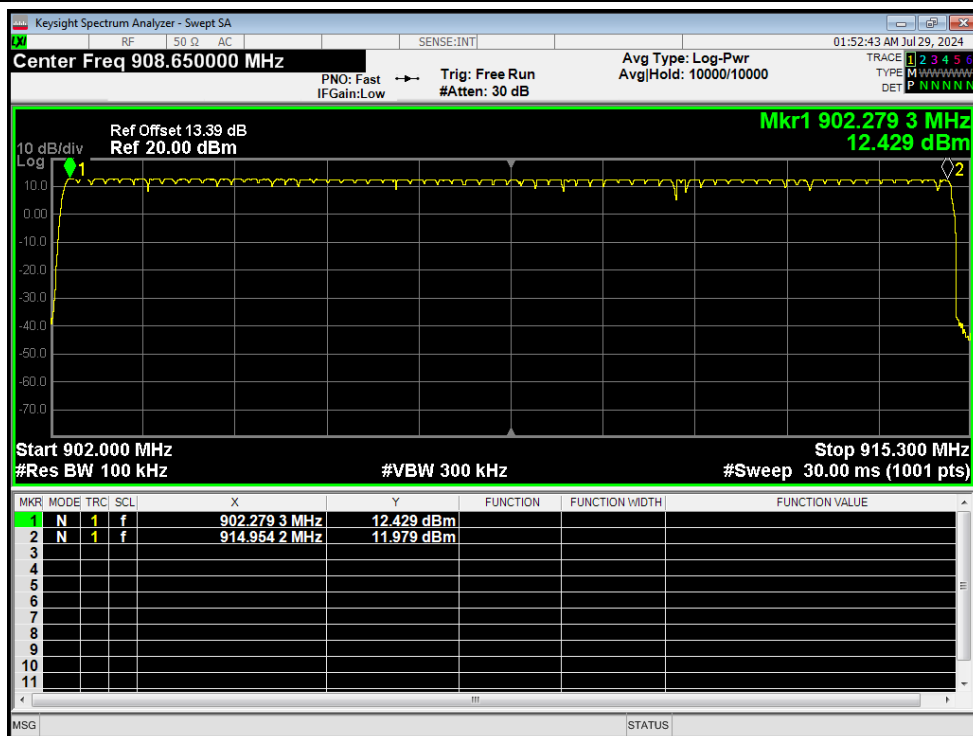 Keysight Spectrum Analyzer - Swept SA
LXI RF 50 Ω AC SENSE:INT 01:52:43 AM Jul 29, 2024
Center Freq 908.650000 MHz
PNO: Fast
IFGain:Low
Trig: Free Run
#Atten: 30 dB
Avg Type: Log-Pwr
Avg|Hold: 10000/10000
TRACE 1 2 3 4 5 6
TYPE M W W W W W
DET P N N N N N
Ref Offset 13.39 dB
10 dB/div Ref 20.00 dBm
Log
Mkr1 902.279 3 MHz
12.429 dBm
1
2
10.0
0.00
-10.0
-20.0
-30.0
-40.0
-50.0
-60.0
-70.0
Start 902.000 MHz Stop 915.300 MHz
#Res BW 100 kHz #VBW 300 kHz #Sweep 30.00 ms (1001 pts)
MKR MODE TRC SCL X Y FUNCTION FUNCTION WIDTH FUNCTION VALUE
1 N 1 f 902.279 3 MHz 12.429 dBm
2 N 1 f 914.954 2 MHz 11.979 dBm
3
4
5
6
7
8
9
10
11
MSG STATUS